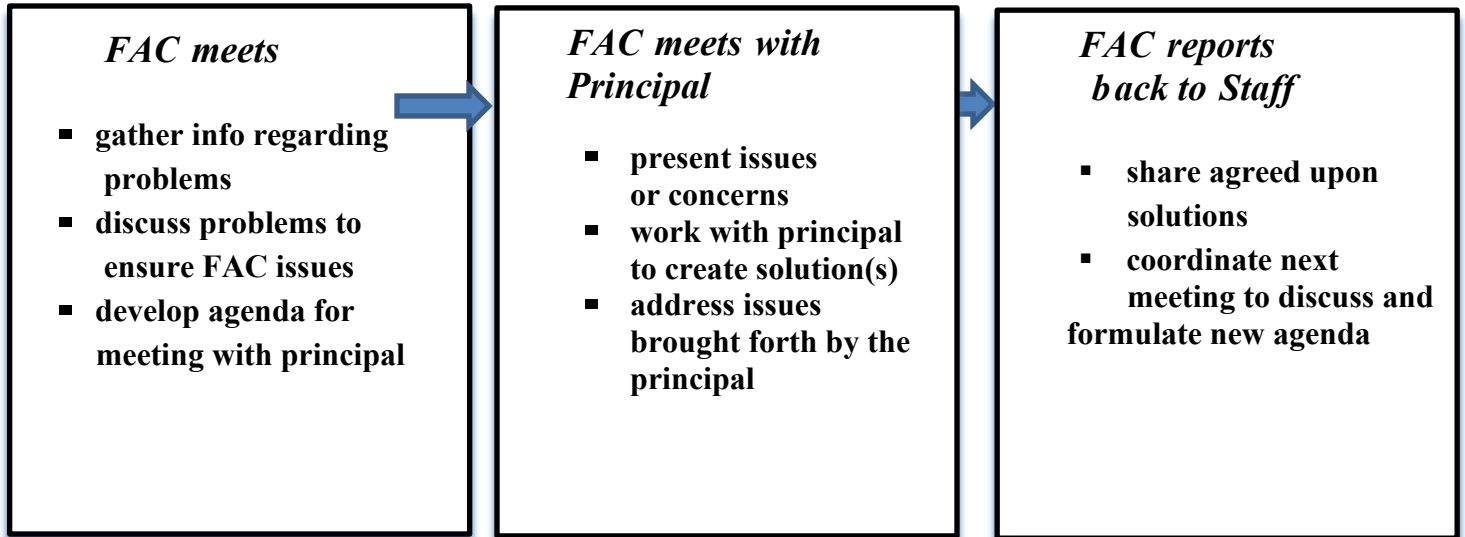 FAC meets
▪ gather info regarding
problems
▪ discuss problems to
ensure FAC issues
▪ develop agenda for
meeting with principal
FAC meets with
Principal
▪ present issues
or concerns
▪ work with principal
to create solution(s)
▪ address issues
brought forth by the
principal
FAC reports
back to Staff
▪ share agreed upon
solutions
▪ coordinate next
meeting to discuss and
formulate new agenda